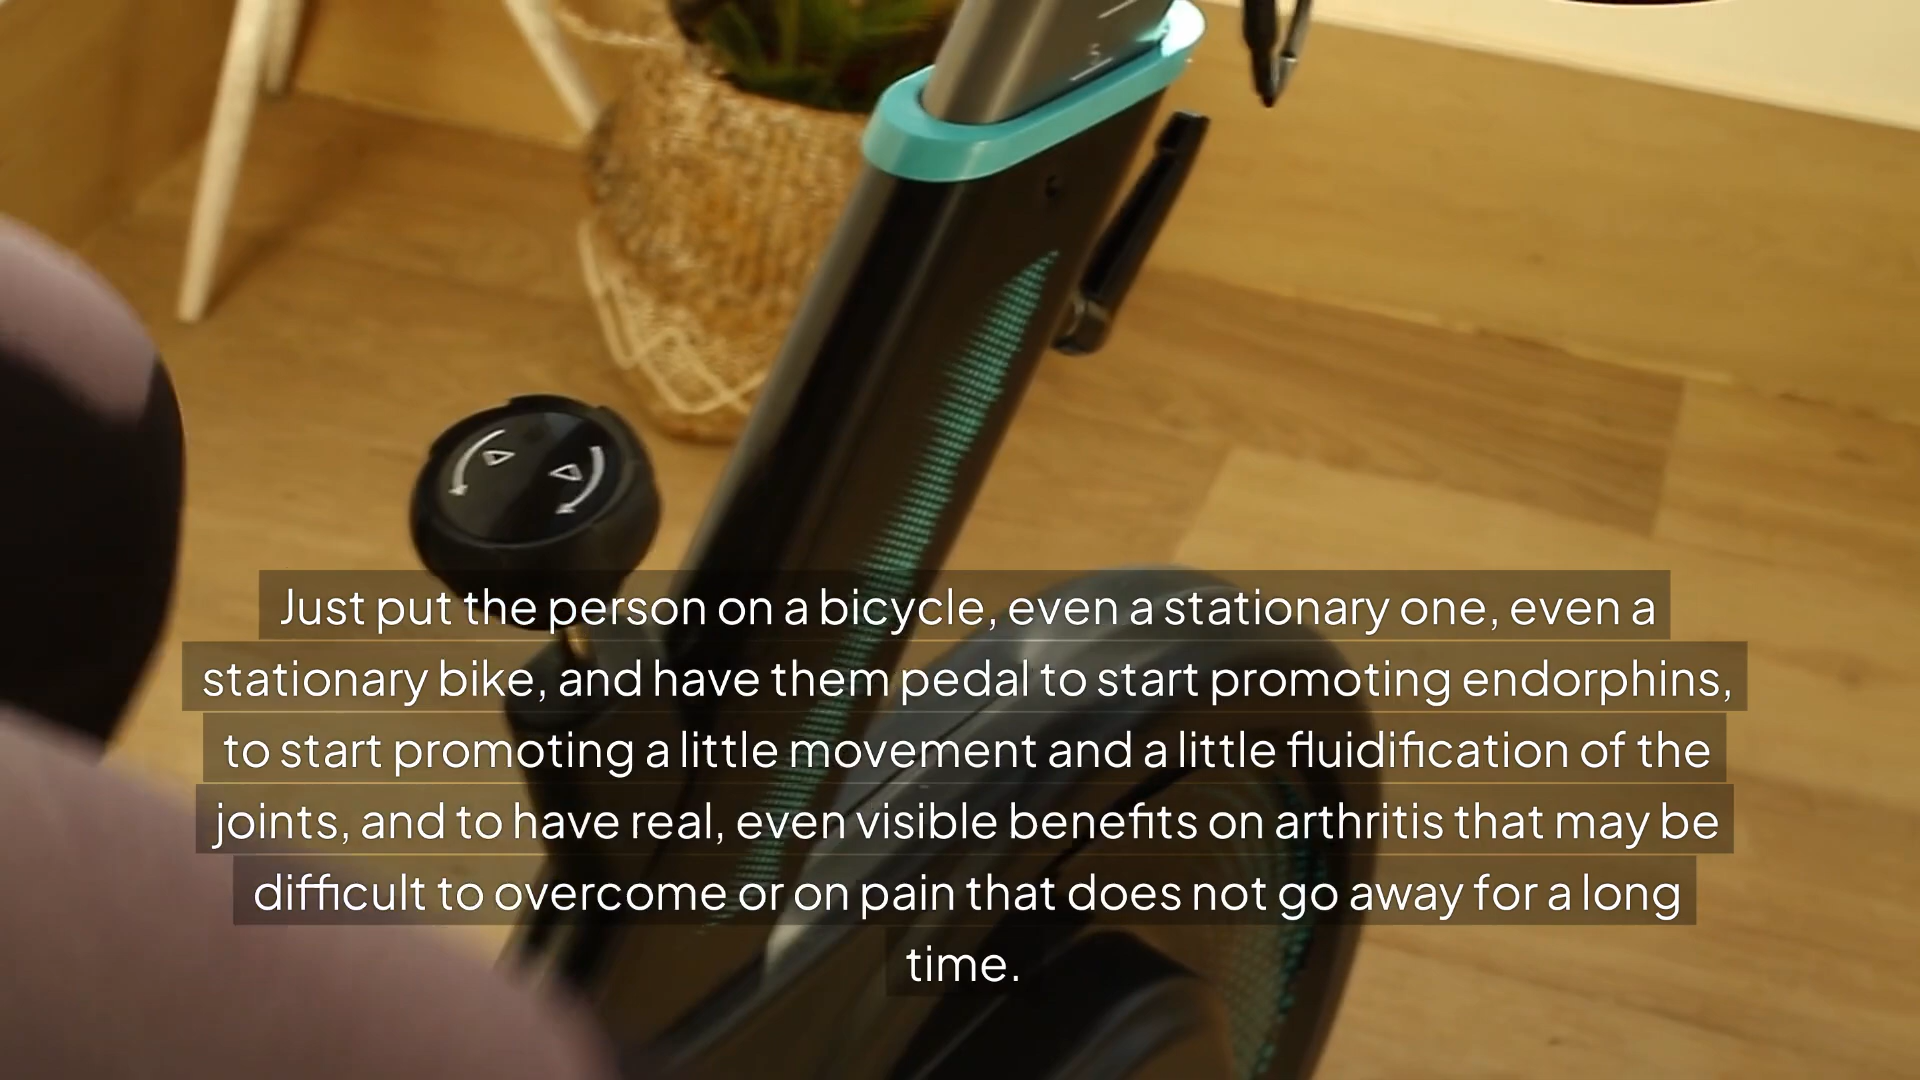 5
Just put the person on a bicycle, even a stationary one, even a
stationary bike, and have them pedal to start promoting endorphins,
to start promoting a little movement and a little fluidification of the
joints, and to have real, even visible benefits on arthritis that may be
difficult to overcome or on pain that does not go away for a long
time.